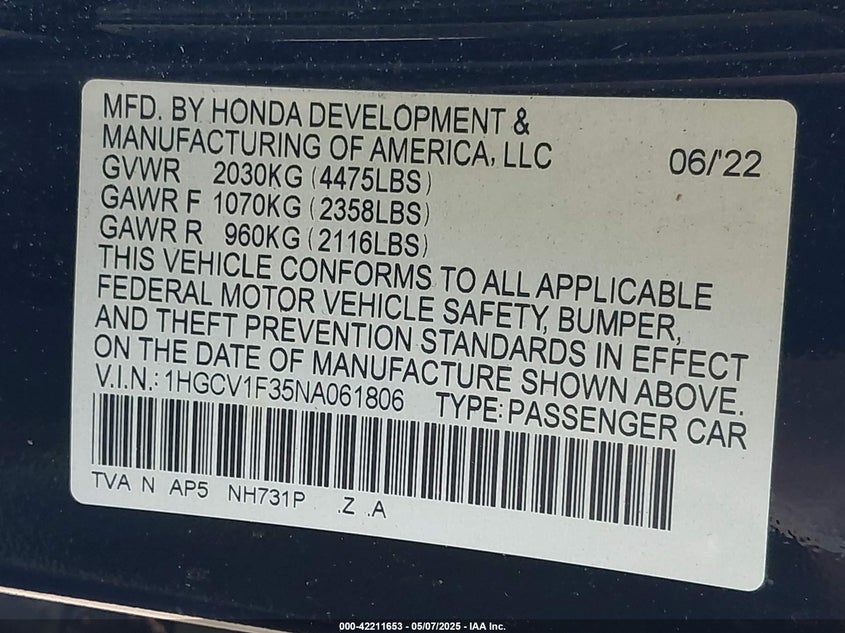 MFD. BY HONDA DEVELOPMENT &
MANUFACTURING OF AMERICA, LLC 06/'22
GVWR 2030KG (4475LBS)
GAWR F 1070KG (2358LBS)
GAWR R 960KG (2116LBS)
THIS VEHICLE CONFORMS TO ALL APPLICABLE
FEDERAL MOTOR VEHICLE SAFETY, BUMPER,
AND THEFT PREVENTION STANDARDS IN EFFECT
ON THE DATE OF MANUFACTURE SHOWN ABOVE.
V.I.N.: 1HGCV1F35NA061806 TYPE: PASSENGER CAR
TVA N AP5 NH731P .Z .A
000-42211653 - 05/07/2025 - IAA Inc.